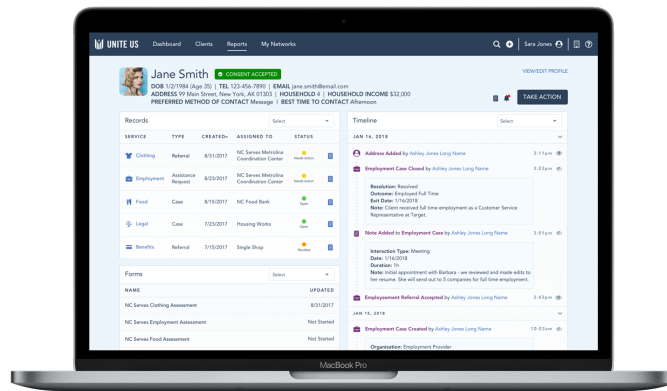 UNITE US Dashboard Clients Reports My Networks Sara Jones
Jane Smith CONSENT ACCEPTED VIEW/EDIT PROFILE
DOB 1/2/1984 (Age 35) | TEL 123-456-7890 | EMAIL jane.smith@email.com
ADDRESS 99 Main Street, New York, AK 01303 | HOUSEHOLD 4 | HOUSEHOLD INCOME $32,000
PREFERRED METHOD OF CONTACT Message | BEST TIME TO CONTACT Afternoon
TAKE ACTION
Records Select
SERVICE TYPE CREATED ASSIGNED TO STATUS
Clothing Referral 8/31/2017 NC Serves Metrolina
Coordination Center Needs Action
Employment Assistance
Request 8/23/2017 NC Serves Metrolina
Coordination Center Needs Action
Food Case 8/15/2017 NC Food Bank Open
Legal Case 7/23/2017 Housing Works Open
Benefits Referral 7/15/2017 Single Shop
Forms Select
NAME UPDATED
NC Serves Clothing Assessment 8/31/2017
NC Serves Employment Assessment Not Started
NC Serves Food Assessment Not Started
Timeline Select
JAN 16, 2018
Address Added by Ashley Jones Long Name 3:11pm
Employment Case Closed by Ashley Jones Long Name 3:03pm
Resolution: Resolved
Outcome: Employed Full Time
Exit Date: 1/16/2018
Note: Client received full time employment as a Customer Service
Representative at Target.
Note Added to Employment Case by Ashley Jones Long Name 3:01pm
Interaction Type: Meeting
Date: 1/16/2018
Duration: 1h
Note: Initial appointment with Barbara - we reviewed and made edits to
her resume. She will send out to 5 companies for full time employment.
Employeement Referral Accepted by Ashley Jones Long Name 2:43pm
JAN 15, 2018
Employment Case Created by Ashley Jones Long Name 10:03am
Organization: Employment Provider
MacBook Pro